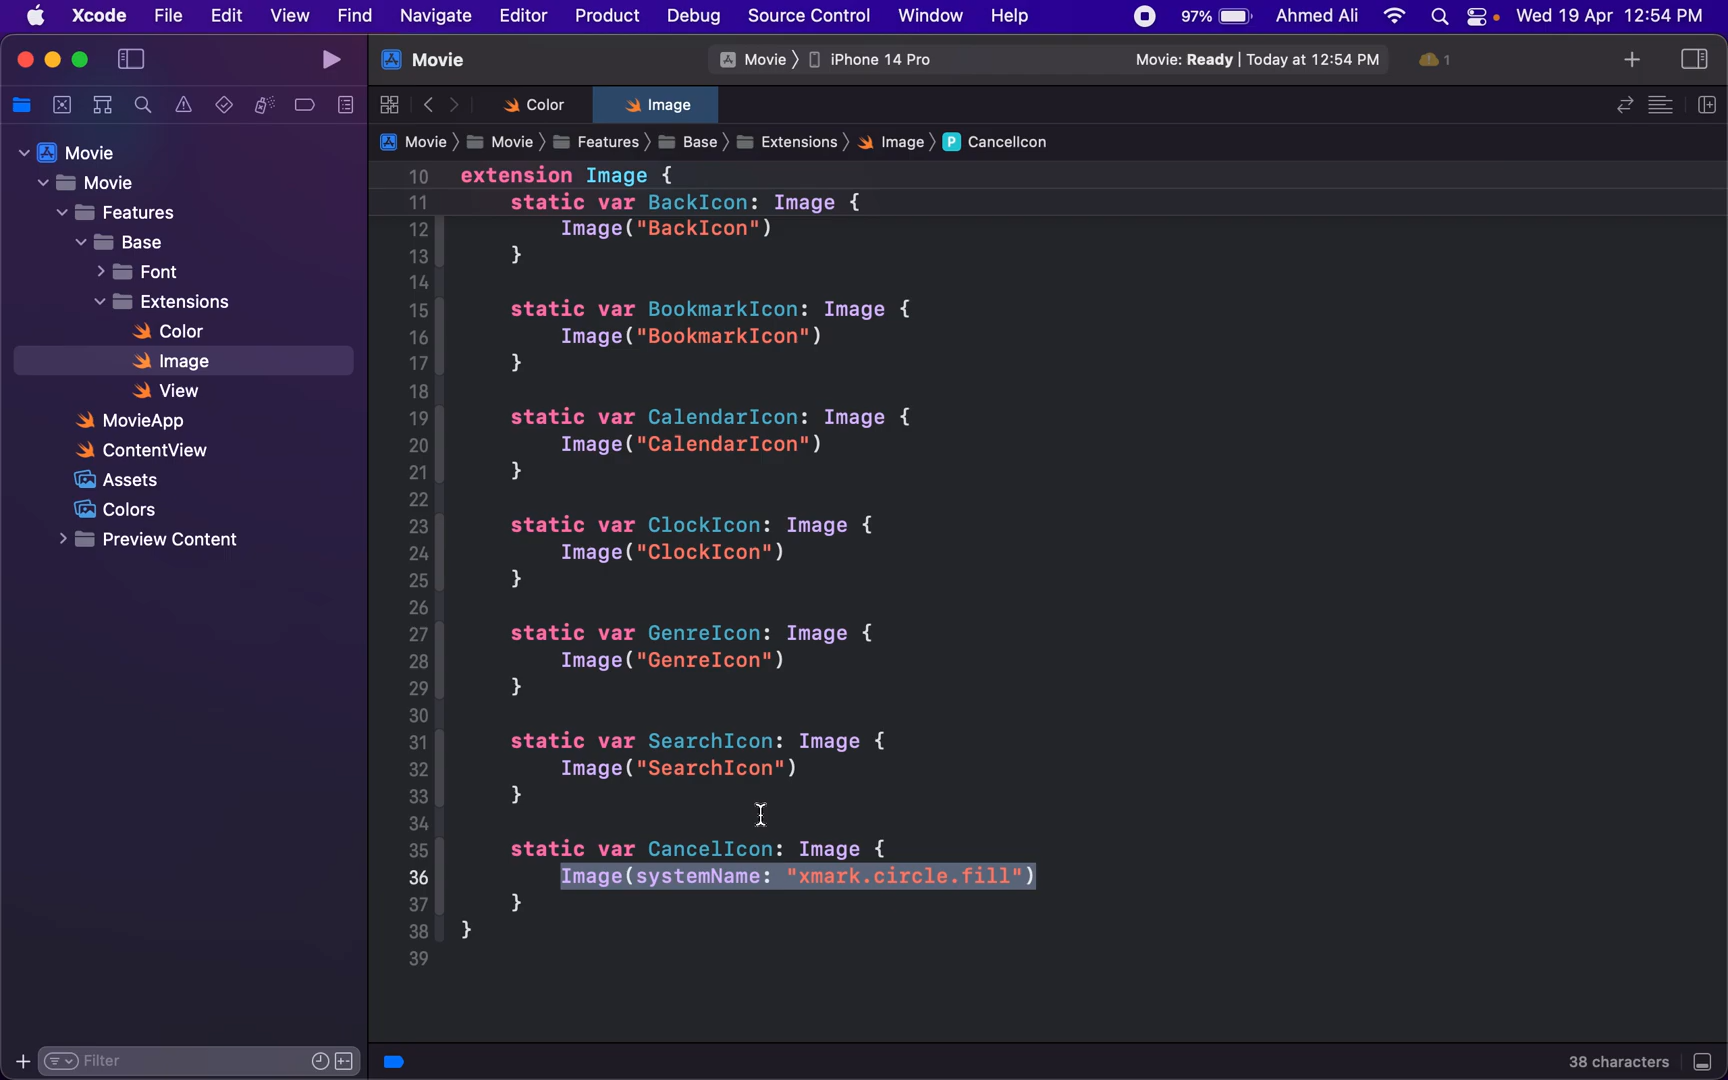 Xcode File Edit View Find Navigate Editor Product Debug Source Control Window Help 97% Ahmed Ali Wed 19 Apr 12:54 PM
Movie Movie iPhone 14 Pro Movie: Ready | Today at 12:54 PM 1
Color Image
Movie Movie Features Base Extensions Image P CancelIcon
Movie
Movie
Features
Base
Font
Extensions
Color
Image
View
MovieApp
ContentView
Assets
Colors
Preview Content
Filter
10 extension Image {
11 static var BackIcon: Image {
12 Image("BackIcon")
13 }
14
15 static var BookmarkIcon: Image {
16 Image("BookmarkIcon")
17 }
18
19 static var CalendarIcon: Image {
20 Image("CalendarIcon")
21 }
22
23 static var ClockIcon: Image {
24 Image("ClockIcon")
25 }
26
27 static var GenreIcon: Image {
28 Image("GenreIcon")
29 }
30
31 static var SearchIcon: Image {
32 Image("SearchIcon")
33 }
34
35 static var CancelIcon: Image {
36 Image(systemName: "xmark.circle.fill")
37 }
38 }
39
38 characters